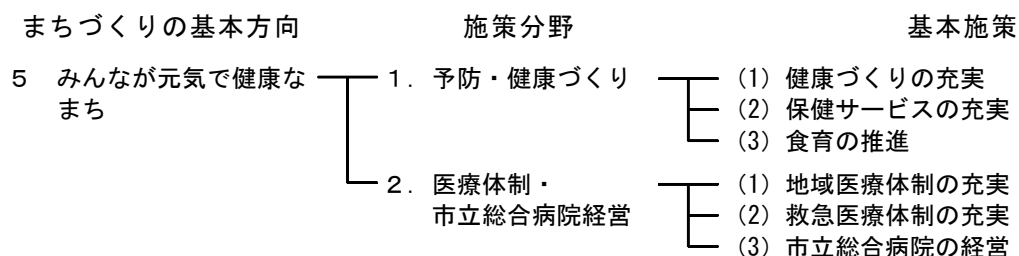 まちづくりの基本方向 施策分野 基本施策
5 みんなが元気で健康な 1. 予防・健康づくり (1) 健康づくりの充実
まち (2) 保健サービスの充実
(3) 食育の推進
2. 医療体制・ (1) 地域医療体制の充実
市立総合病院経営 (2) 救急医療体制の充実
(3) 市立総合病院の経営